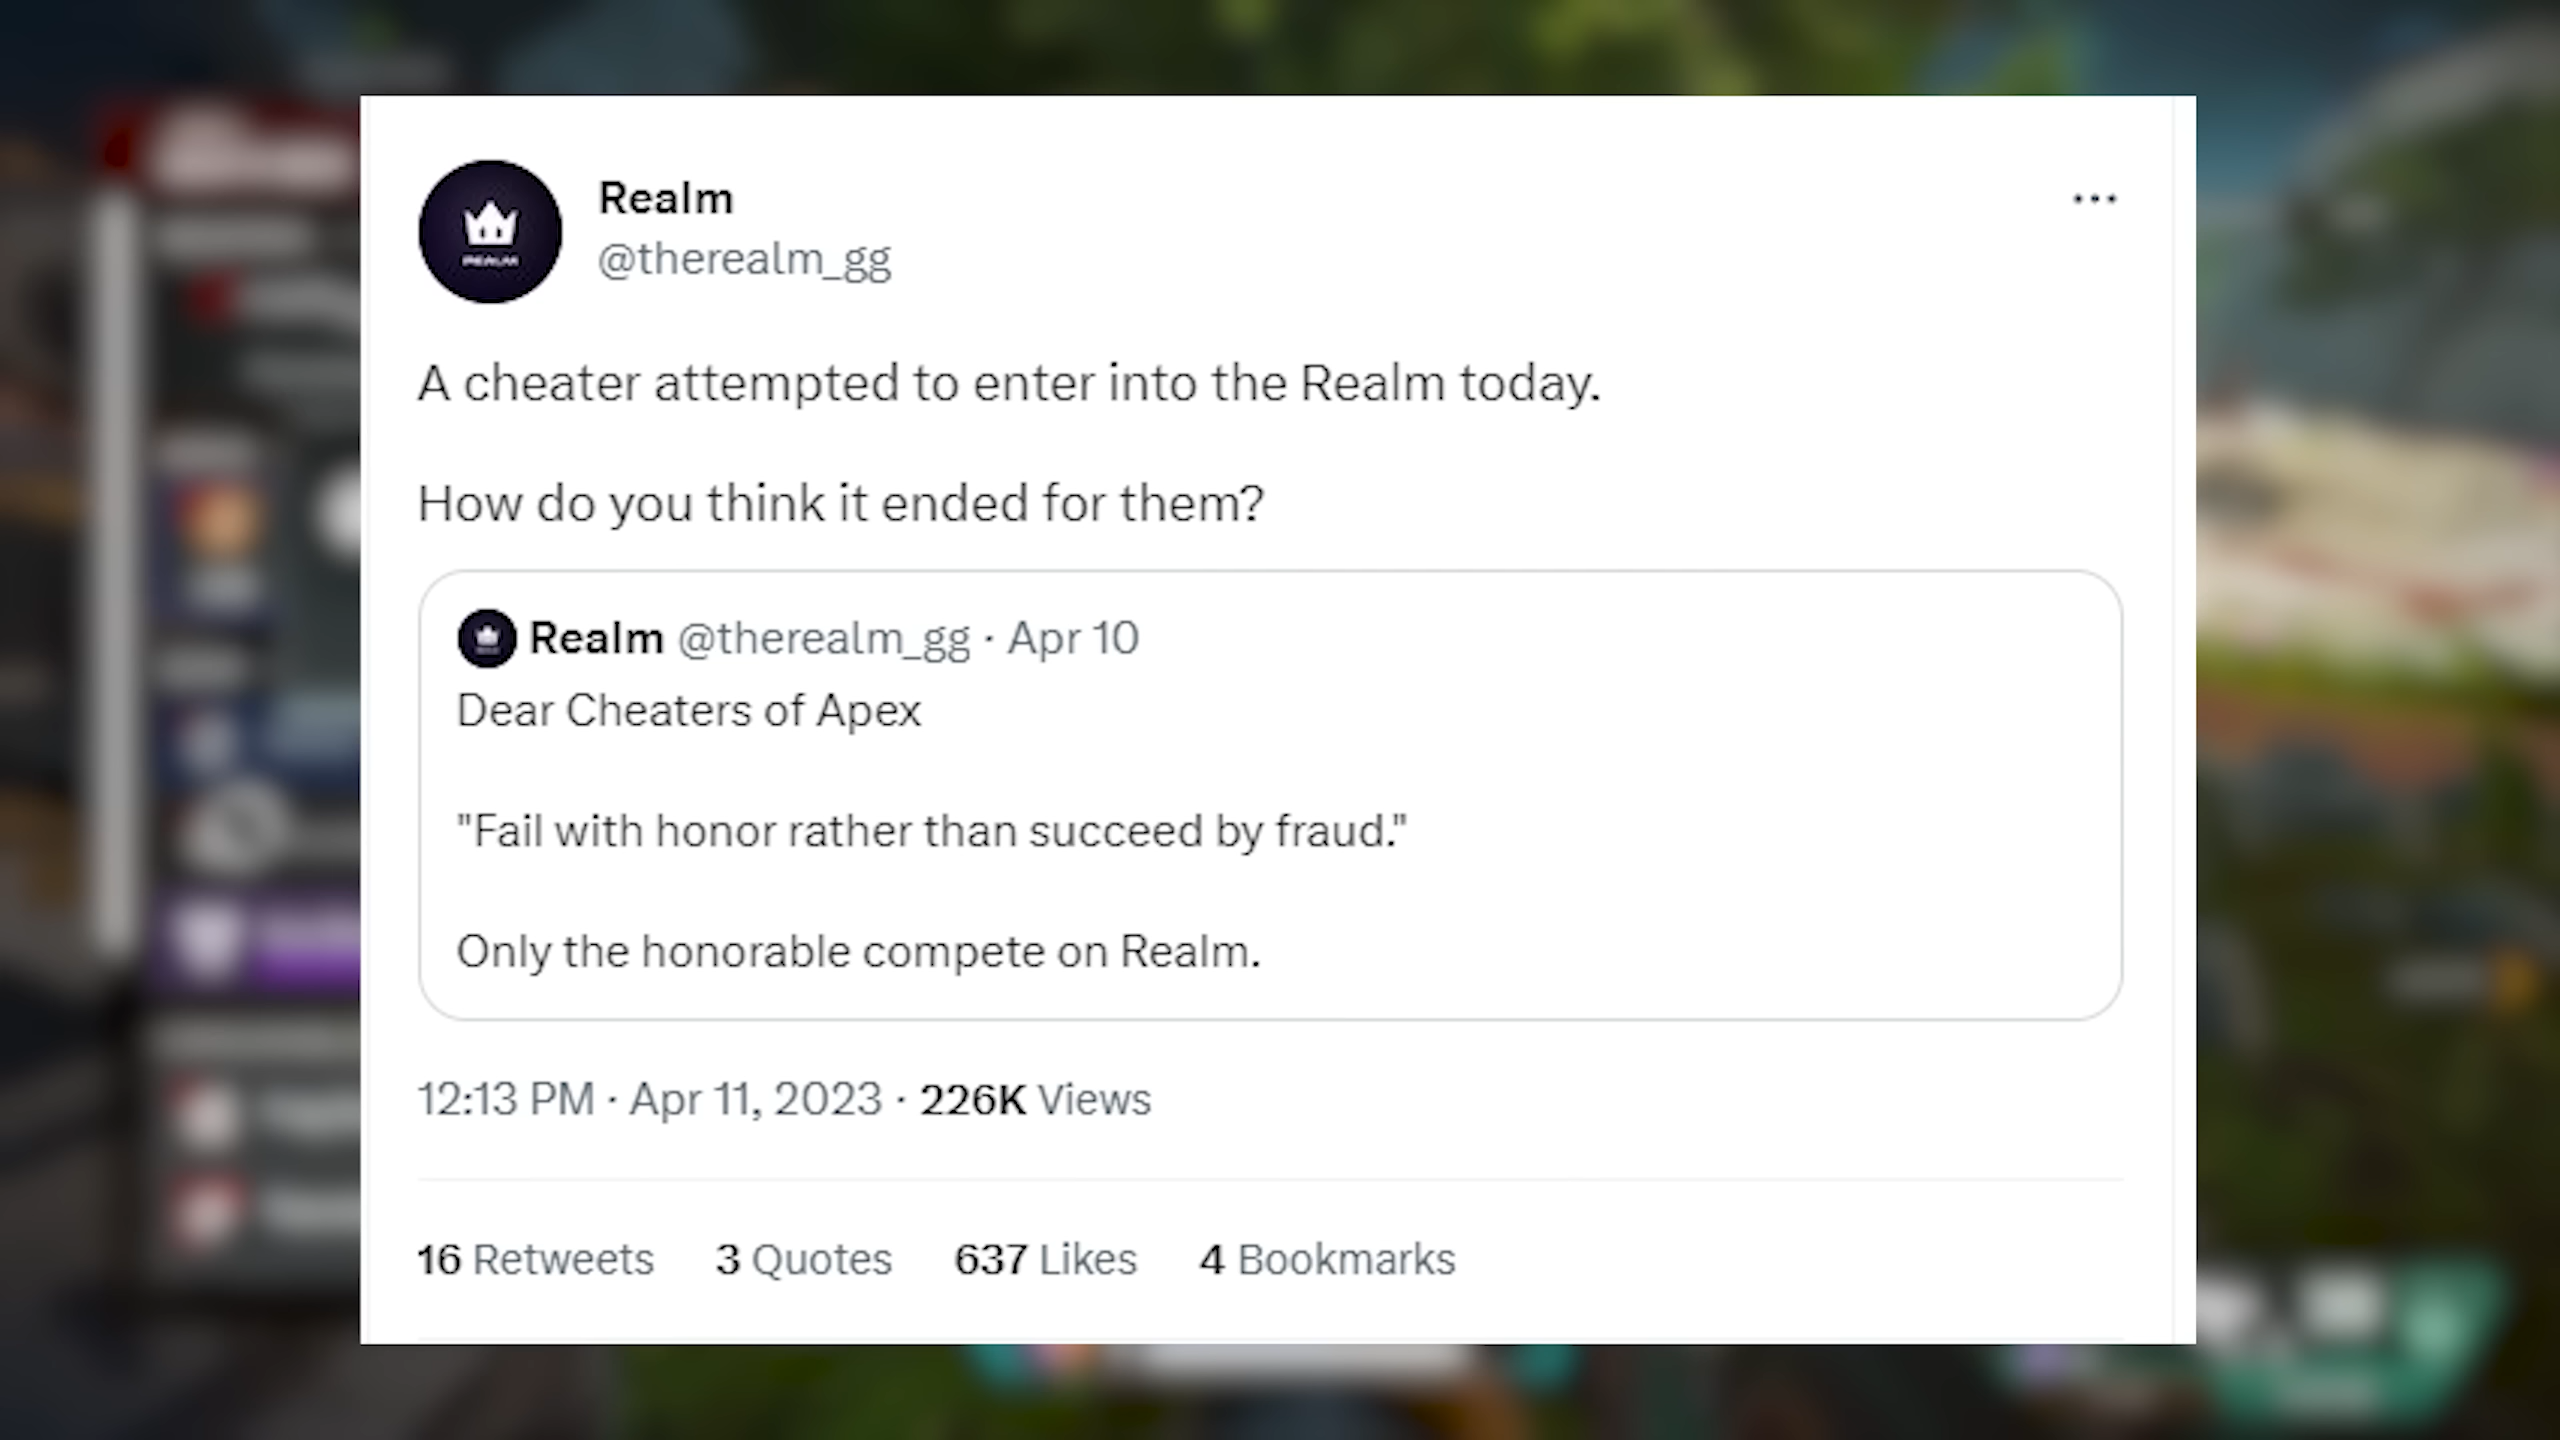 Realm
@therealm_gg
REALM
A cheater attempted to enter into the Realm today.
How do you think it ended for them?
Realm @therealm_gg · Apr 10
Dear Cheaters of Apex
"Fail with honor rather than succeed by fraud."
Only the honorable compete on Realm.
12:13 PM · Apr 11, 2023 · 226K Views
16 Retweets 3 Quotes 637 Likes 4 Bookmarks